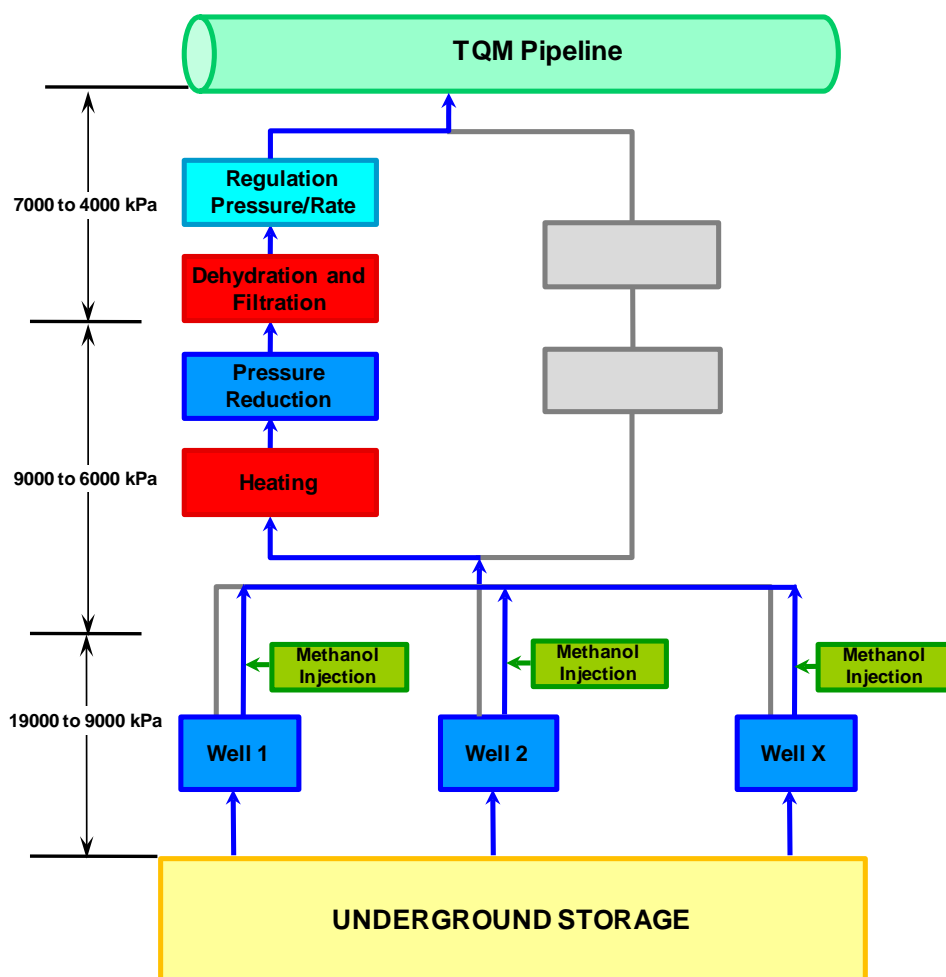 TQM Pipeline
7000 to 4000 kPa
Regulation
Pressure/Rate
Dehydration and
Filtration
Pressure
Reduction
9000 to 6000 kPa
Heating
Methanol
Injection
Methanol
Injection
Methanol
Injection
19000 to 9000 kPa
Well 1
Well 2
Well X
UNDERGROUND STORAGE